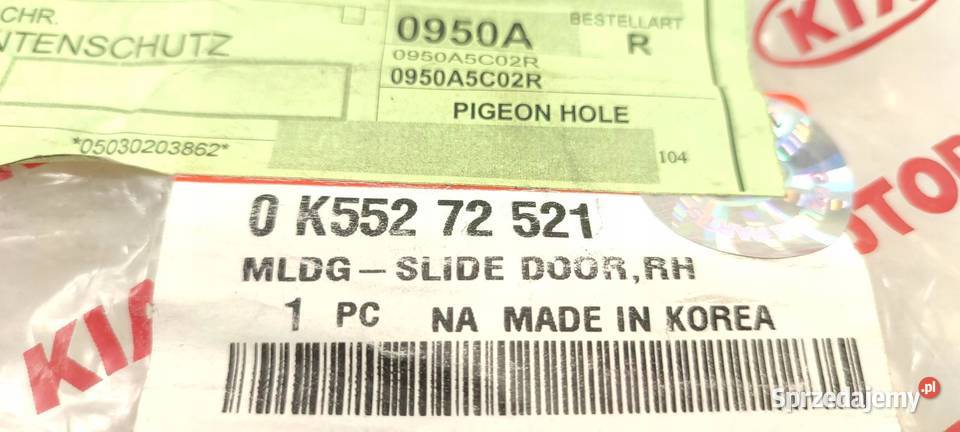 CHR.
NTENSCHUTZ
0950A
BESTELLART
R
0950A5C02R
0950A5C02R
PIGEON HOLE
*05030203862*
104
KIA
0 K552 72 521
MLDG-SLIDE DOOR,RH
1 PC NA MADE IN KOREA
KIA
MOTOR
Sprzedajemy.pl